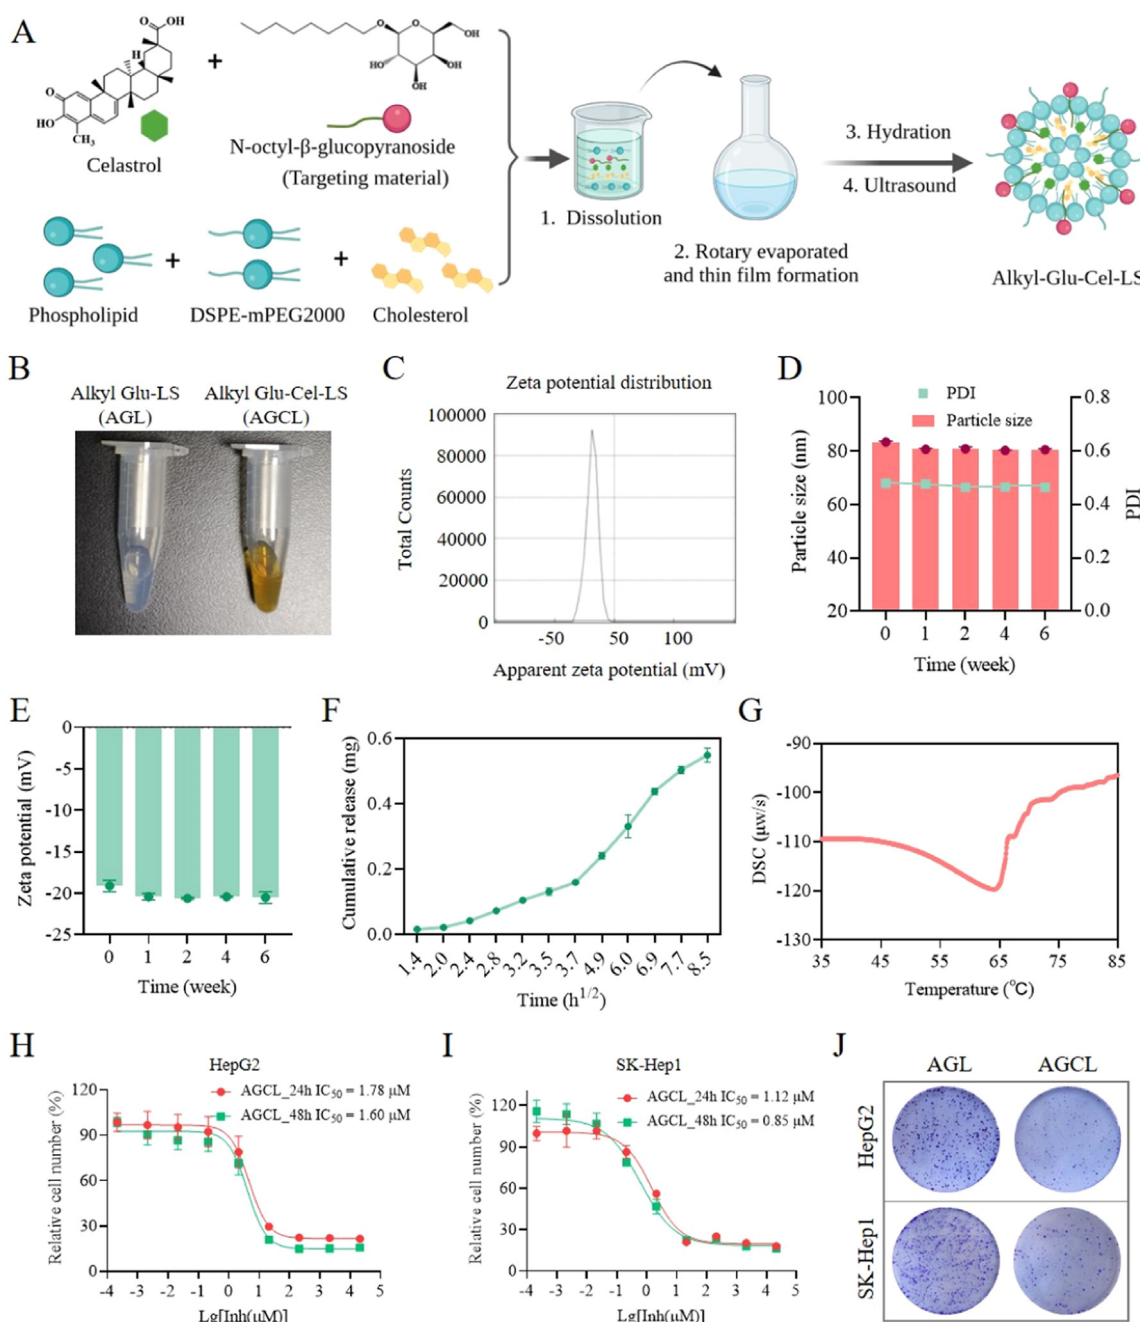 A
O
OH
H
O
HO
CH₃
Celastrol
+
O
O
OH
HO
OH
OH
N-octyl-β-glucopyranoside
(Targeting material)
Phospholipid
+
DSPE-mPEG2000
+
Cholesterol
1. Dissolution
2. Rotary evaporated
and thin film formation
3. Hydration
4. Ultrasound
Alkyl-Glu-Cel-LS
B
Alkyl Glu-LS
(AGL)
Alkyl Glu-Cel-LS
(AGCL)
C
Zeta potential distribution
Total Counts
100000
80000
60000
40000
20000
0
-50 50 100
Apparent zeta potential (mV)
D
PDI
Particle size
Particle size (nm)
100
80
60
40
20
0.8
0.6
0.4
0.2
0.0
PDI
0 1 2 4 6
Time (week)
E
Zeta potential (mV)
0
-5
-10
-15
-20
-25
0 1 2 4 6
Time (week)
F
Cumulative release (mg)
0.6
0.4
0.2
0.0
1.4 2.0 2.4 2.8 3.2 3.5 3.7 4.9 6.0 6.9 7.7 8.5
Time (h^1/2)
G
DSC (μw/s)
-90
-100
-110
-120
-130
35 45 55 65 75 85
Temperature (°C)
H
HepG2
AGCL_24h IC₅₀ = 1.78 μM
AGCL_48h IC₅₀ = 1.60 μM
Relative cell number (%)
120
90
60
30
0
-4 -3 -2 -1 0 1 2 3 4 5
Lg[Inh(μM)]
I
SK-Hep1
AGCL_24h IC₅₀ = 1.12 μM
AGCL_48h IC₅₀ = 0.85 μM
Relative cell number (%)
120
90
60
30
0
-4 -3 -2 -1 0 1 2 3 4 5
Lg[Inh(μM)]
J
AGL AGCL
HepG2
SK-Hep1